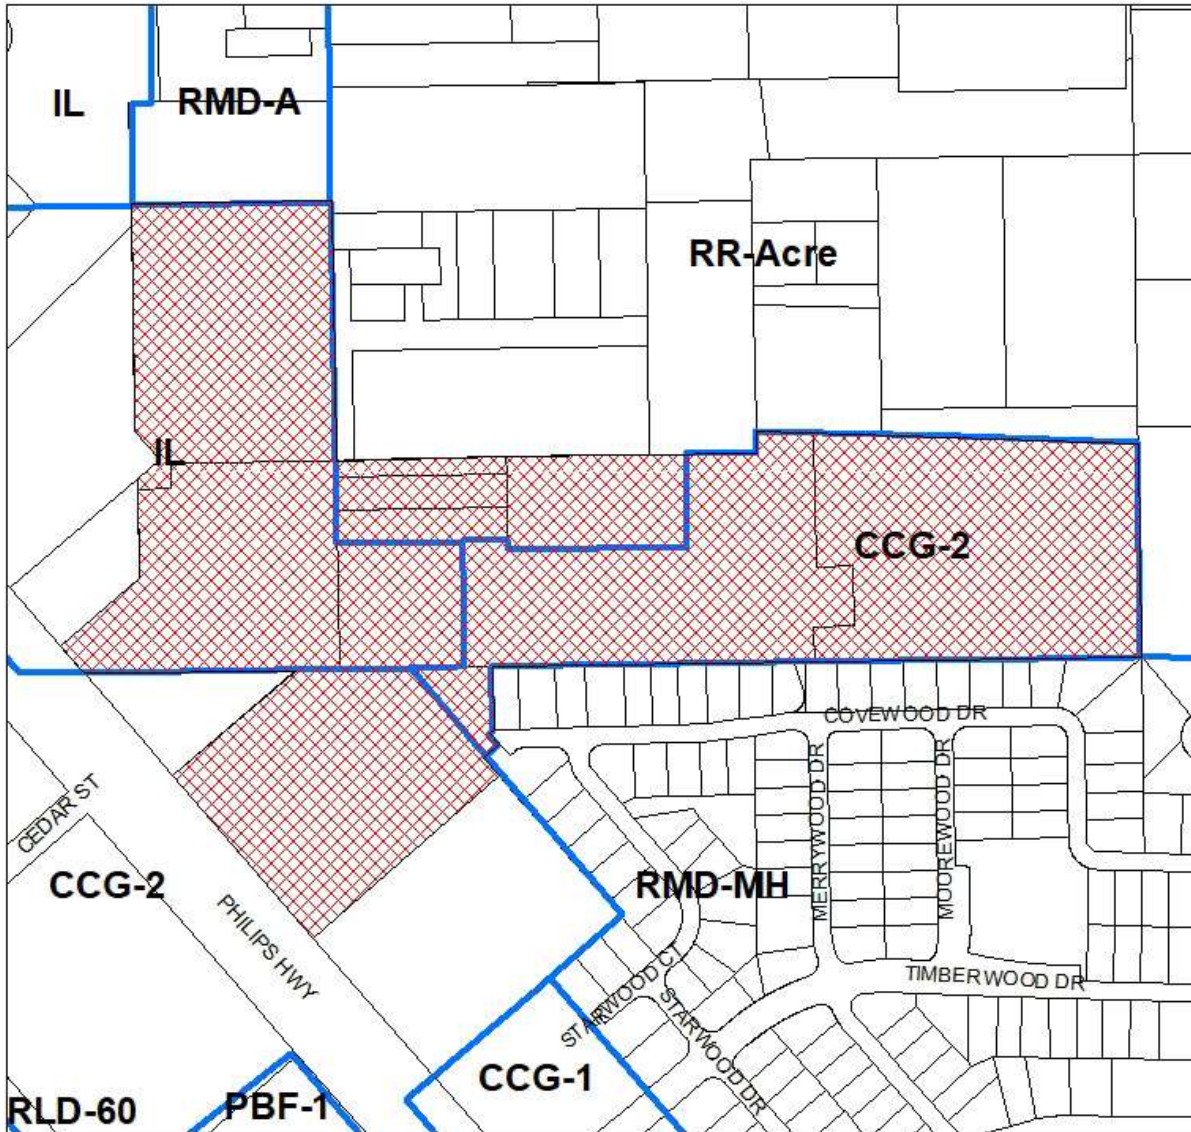 IL
RMD-A
RR-Acre
IL
CCG-2
COVEWOOD DR
MERRYWOOD DR
MOOREWOOD DR
CEDAR ST
CCG-2
RMD-MH
PHILIPS HWY
STARWOOD CT
TIMBERWOOD DR
STARWOOD DR
CCG-1
RLD-60
PBF-1